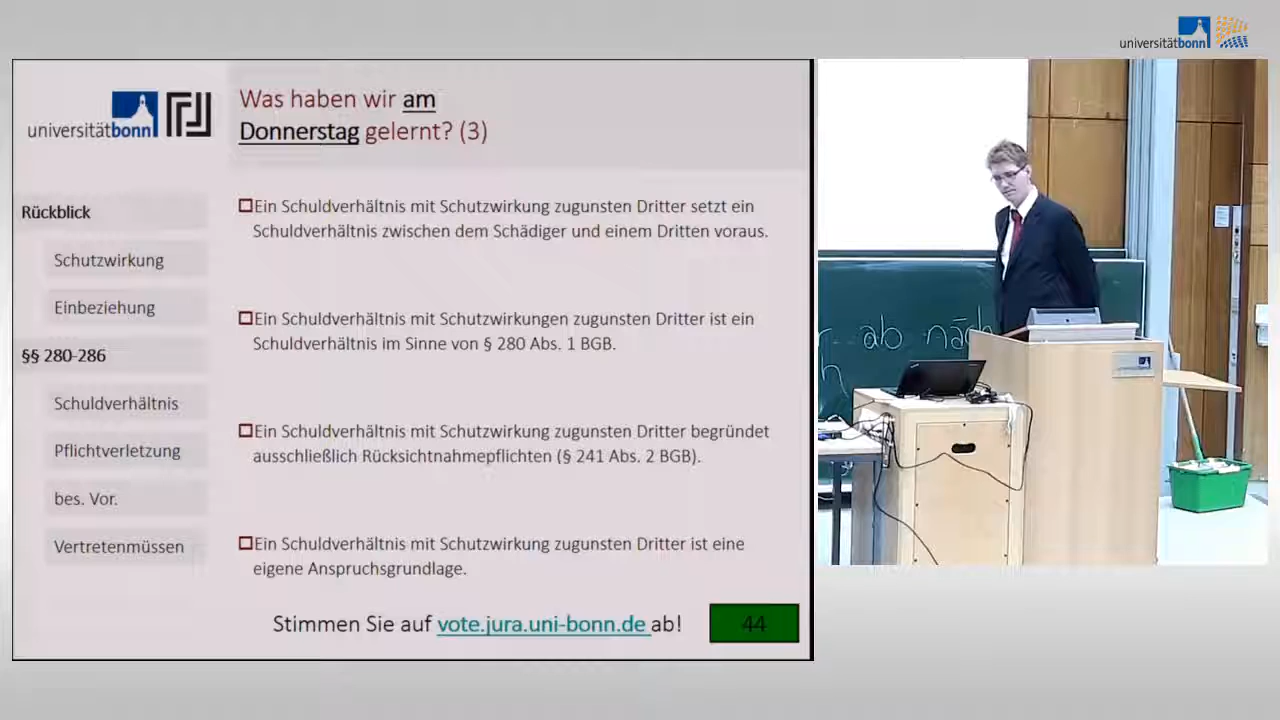 universitätbonn
universitätbonn
Was haben wir am
Donnerstag gelernt? (3)
Rückblick
Schutzwirkung
Einbeziehung
§§ 280-286
Schuldverhältnis
Pflichtverletzung
bes. Vor.
Vertretenmüssen
Ein Schuldverhältnis mit Schutzwirkung zugunsten Dritter setzt ein
Schuldverhältnis zwischen dem Schädiger und einem Dritten voraus.
Ein Schuldverhältnis mit Schutzwirkungen zugunsten Dritter ist ein
Schuldverhältnis im Sinne von § 280 Abs. 1 BGB.
Ein Schuldverhältnis mit Schutzwirkung zugunsten Dritter begründet
ausschließlich Rücksichtnahmepflichten (§ 241 Abs. 2 BGB).
Ein Schuldverhältnis mit Schutzwirkung zugunsten Dritter ist eine
eigene Anspruchsgrundlage.
Stimmen Sie auf vote.jura.uni-bonn.de ab!
44
ab näch